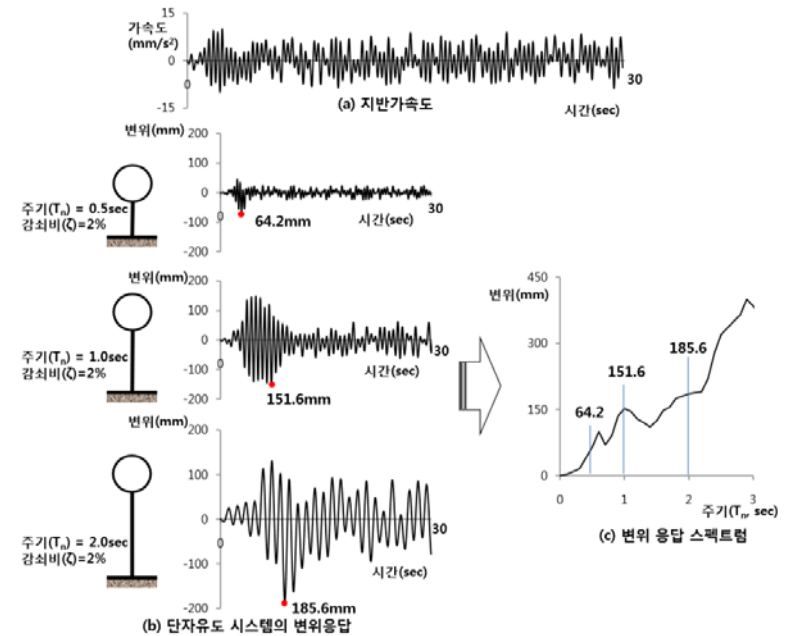 15
가속도
(mm/s²)
0
0
-15
30
(a) 지반가속도
시간(sec)
변위(mm)
200
100
0
-100
-200
0
30
64.2mm
시간(sec)
주기(Tn) = 0.5sec
감쇠비(ζ)=2%
변위(mm)
200
100
0
-100
-200
0
30
시간(sec)
151.6mm
주기(Tn) = 1.0sec
감쇠비(ζ)=2%
변위(mm)
200
100
0
-100
-200
0
30
시간(sec)
185.6mm
주기(Tn) = 2.0sec
감쇠비(ζ)=2%
(b) 단자유도 시스템의 변위응답
450
변위(mm)
300
150
0
64.2
151.6
185.6
0 1 2 3
주기(Tn, sec)
(c) 변위 응답 스펙트럼